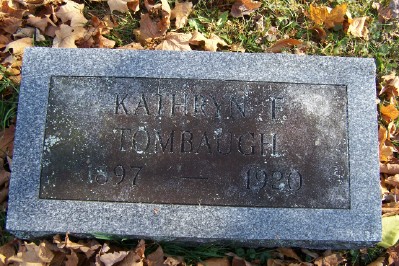 KATHRYN E.
TOMBAUGH
1897 — 1980